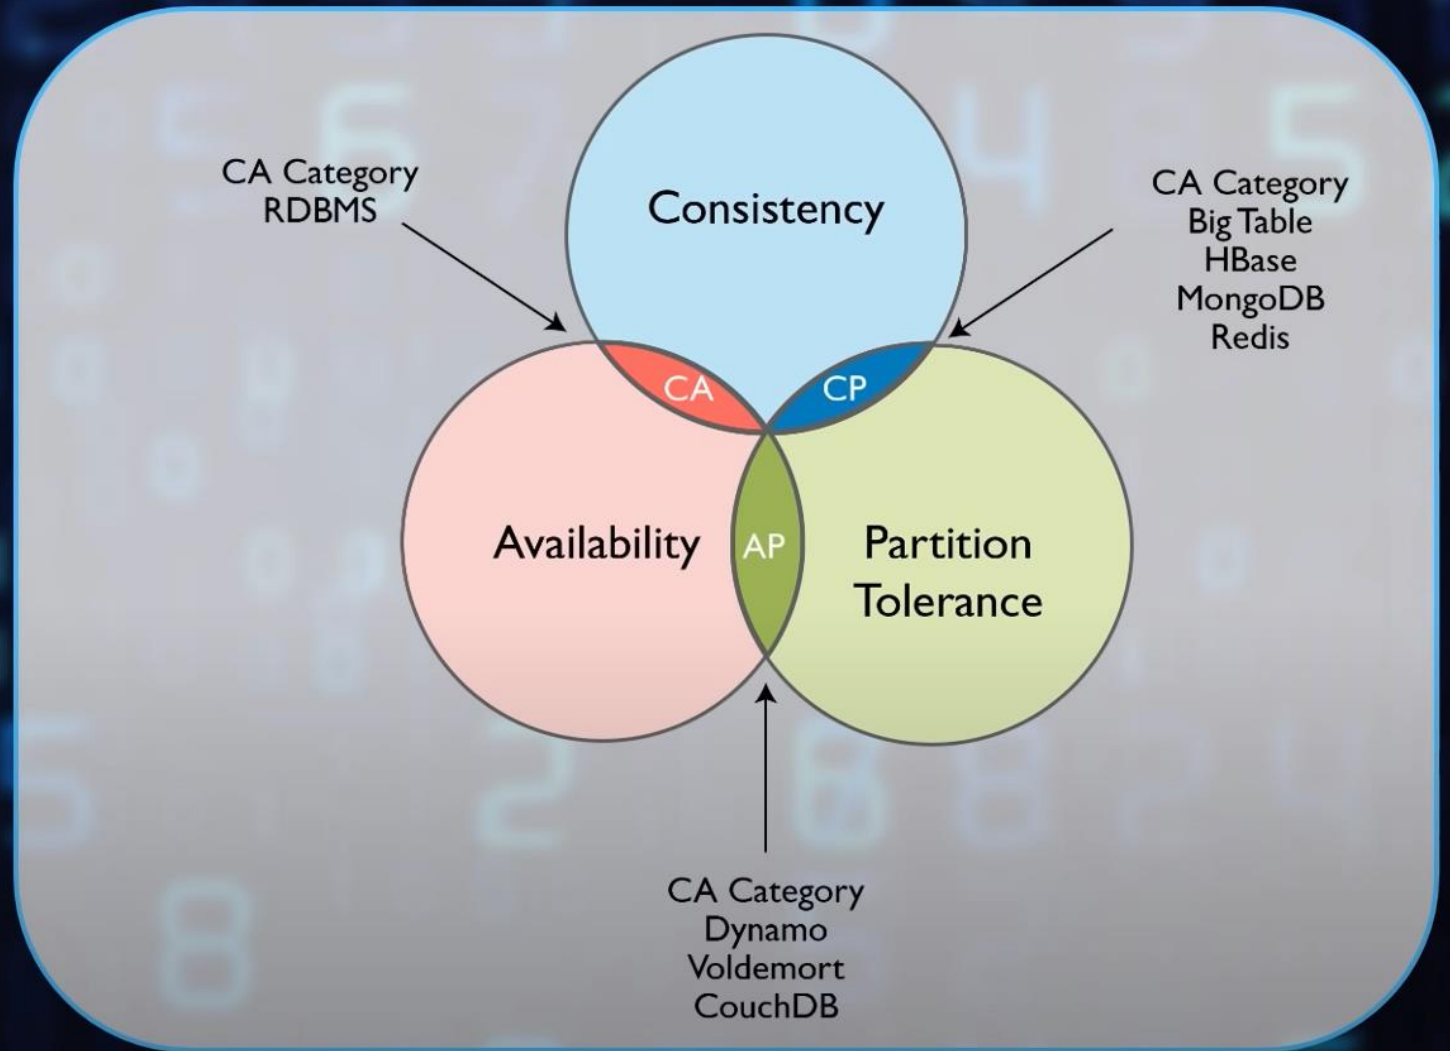 Consistency
CA Category
RDBMS
CA Category
Big Table
HBase
MongoDB
Redis
CA
CP
Availability
AP
Partition
Tolerance
CA Category
Dynamo
Voldemort
CouchDB